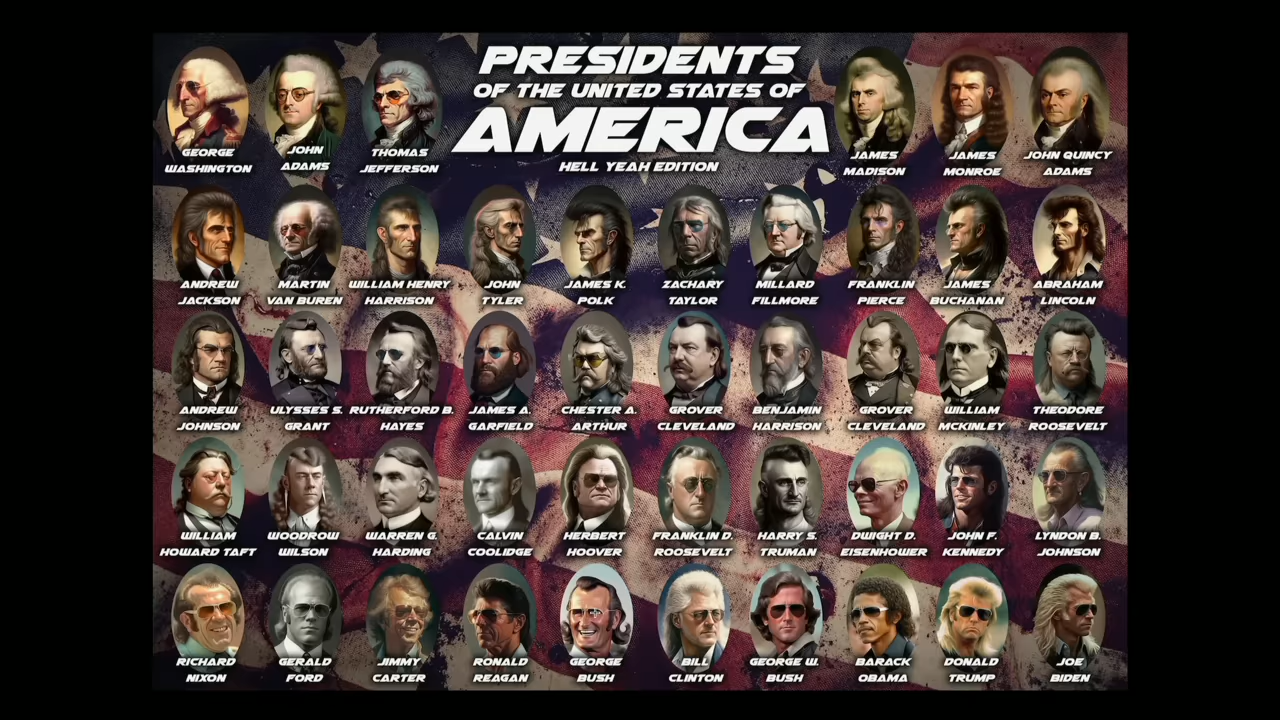 PRESIDENTS
OF THE UNITED STATES OF
AMERICA
HELL YEAH EDITION
GEORGE
WASHINGTON
JOHN
ADAMS
THOMAS
JEFFERSON
JAMES
MADISON
JAMES
MONROE
JOHN QUINCY
ADAMS
ANDREW
JACKSON
MARTIN
VAN BUREN
WILLIAM HENRY
HARRISON
JOHN
TYLER
JAMES K.
POLK
ZACHARY
TAYLOR
MILLARD
FILLMORE
FRANKLIN
PIERCE
JAMES
BUCHANAN
ABRAHAM
LINCOLN
ANDREW
JOHNSON
ULYSSES S.
GRANT
RUTHERFORD B.
HAYES
JAMES A.
GARFIELD
CHESTER A.
ARTHUR
GROVER
CLEVELAND
BENJAMIN
HARRISON
GROVER
CLEVELAND
WILLIAM
MCKINLEY
THEODORE
ROOSEVELT
WILLIAM
HOWARD TAFT
WOODROW
WILSON
WARREN G.
HARDING
CALVIN
COOLIDGE
HERBERT
HOOVER
FRANKLIN D.
ROOSEVELT
HARRY S.
TRUMAN
DWIGHT D.
EISENHOWER
JOHN F.
KENNEDY
LYNDON B.
JOHNSON
RICHARD
NIXON
GERALD
FORD
JIMMY
CARTER
RONALD
REAGAN
GEORGE
BUSH
BILL
CLINTON
GEORGE W.
BUSH
BARACK
OBAMA
DONALD
TRUMP
JOE
BIDEN